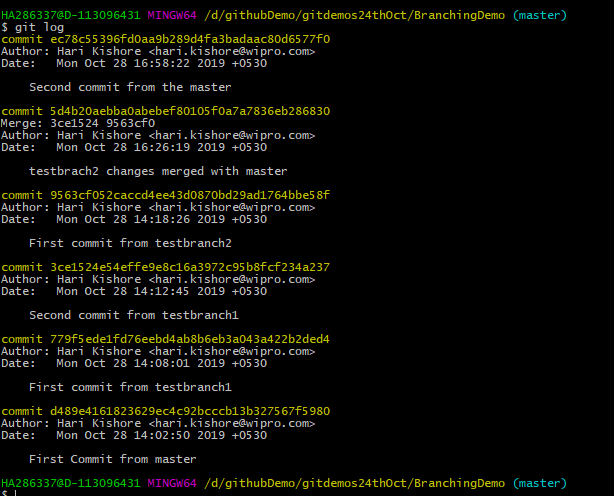 HA286337@D-113096431 MINGW64 /d/githubDemo/gitdemos24thOct/BranchingDemo (master)
$ git log
commit ec78c55396fd0aa9b289d4fa3badaac80d6577f0
Author: Hari Kishore <hari.kishore@wipro.com>
Date:   Mon Oct 28 16:58:22 2019 +0530

    Second commit from the master

commit 5d4b20aebba0abebef80105f0a7a7836eb286830
Merge: 3ce1524 9563cf0
Author: Hari Kishore <hari.kishore@wipro.com>
Date:   Mon Oct 28 16:26:19 2019 +0530

    testbrach2 changes merged with master

commit 9563cf052caccd4ee43d0870bd29ad1764bbe58f
Author: Hari Kishore <hari.kishore@wipro.com>
Date:   Mon Oct 28 14:18:26 2019 +0530

    First commit from testbranch2

commit 3ce1524e54effe9e8c16a3972c95b8fcf234a237
Author: Hari Kishore <hari.kishore@wipro.com>
Date:   Mon Oct 28 14:12:45 2019 +0530

    Second commit from testbranch1

commit 779f5ede1fd76eebd4ab8b6eb3a043a422b2ded4
Author: Hari Kishore <hari.kishore@wipro.com>
Date:   Mon Oct 28 14:08:01 2019 +0530

    First commit from testbranch1

commit d489e4161823629ec4c92bcccb13b327567f5980
Author: Hari Kishore <hari.kishore@wipro.com>
Date:   Mon Oct 28 14:02:50 2019 +0530

    First Commit from master

HA286337@D-113096431 MINGW64 /d/githubDemo/gitdemos24thOct/BranchingDemo (master)
$